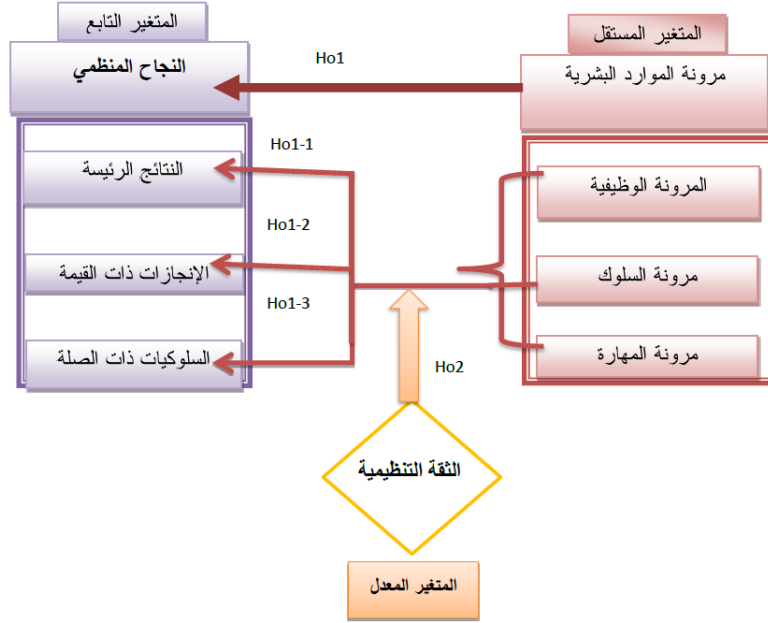 المتغير المستقل
المتغير التابع
مرونة الموارد البشرية
Ho1
النجاح المنظمي
المرونة الوظيفية
Ho1-1
النتائج الرئيسة
مرونة السلوك
Ho1-2
الإنجازات ذات القيمة
مرونة المهارة
Ho1-3
السلوكيات ذات الصلة
Ho2
الثقة التنظيمية
المتغير المعدل